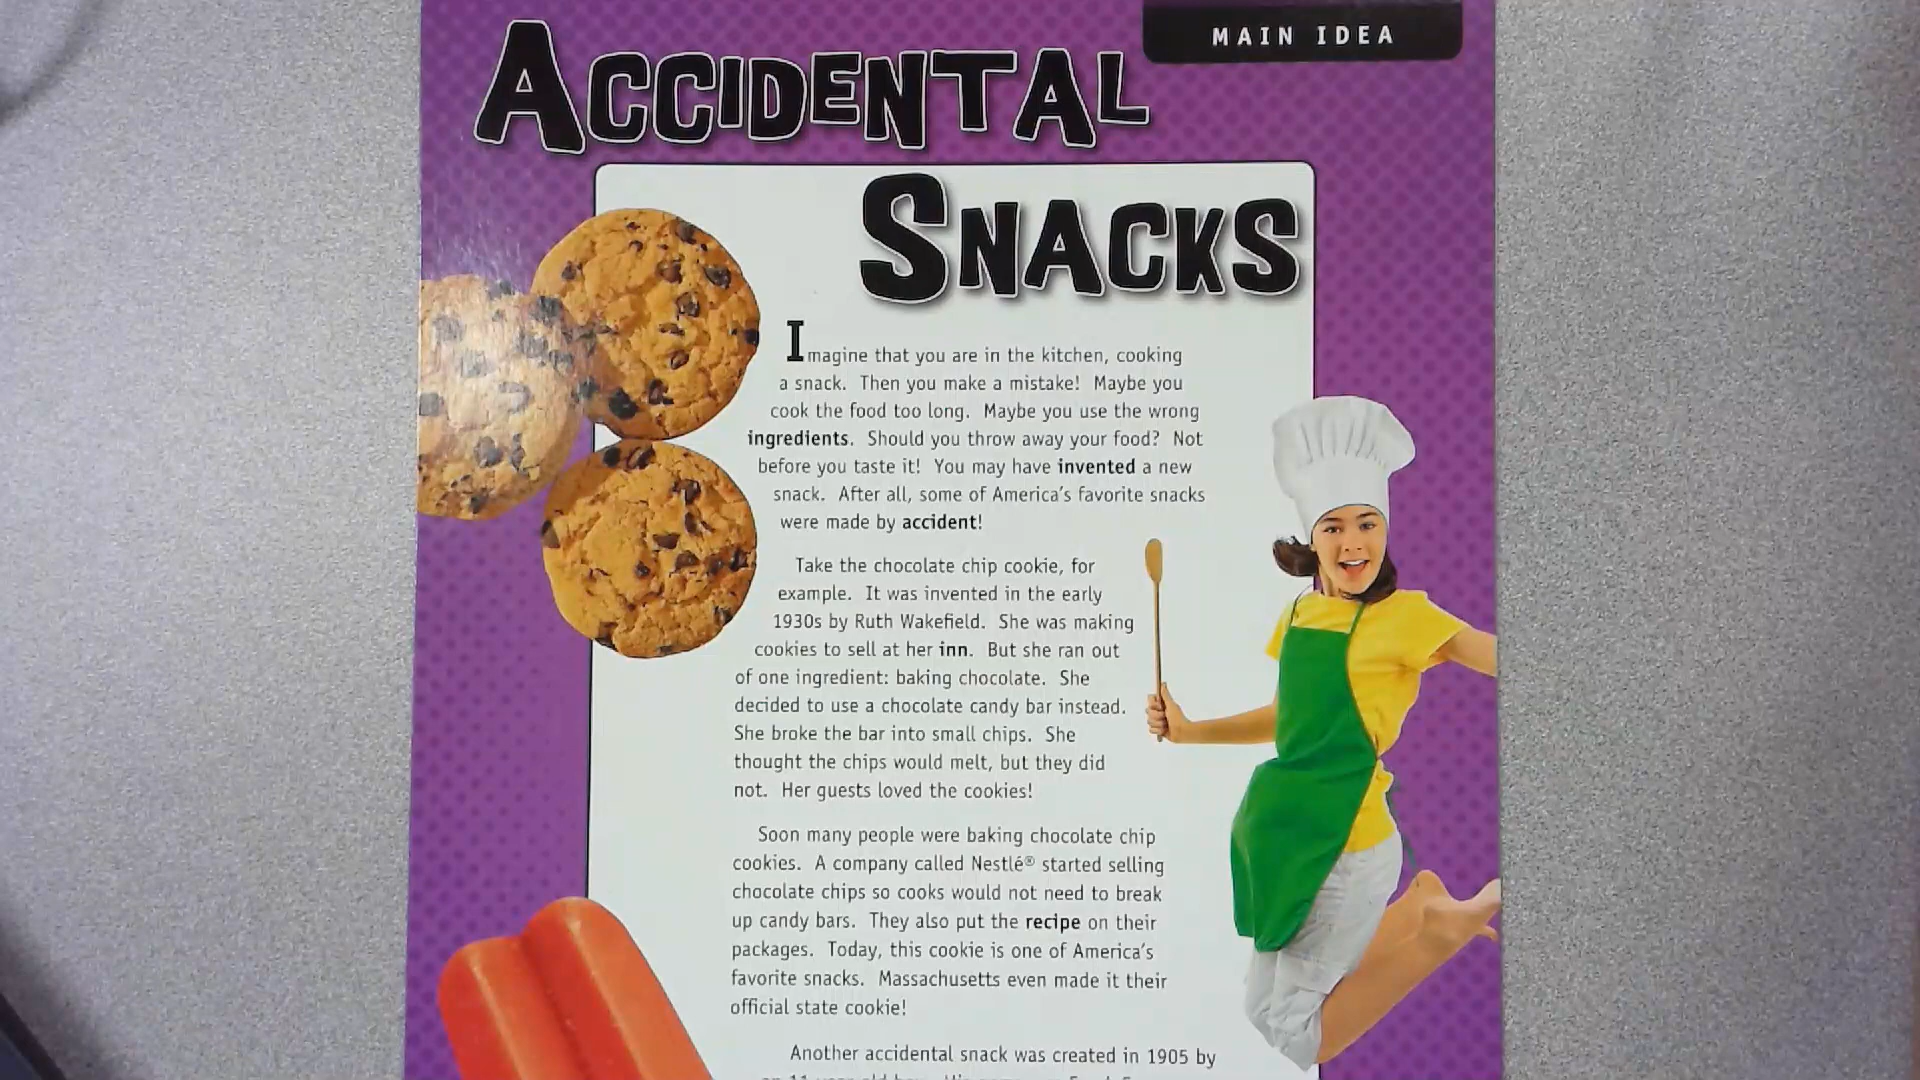 MAIN IDEA
ACCIDENTAL
SNACKS
Imagine that you are in the kitchen, cooking
a snack. Then you make a mistake! Maybe you
cook the food too long. Maybe you use the wrong
ingredients. Should you throw away your food? Not
before you taste it! You may have invented a new
snack. After all, some of America's favorite snacks
were made by accident!
Take the chocolate chip cookie, for
example. It was invented in the early
1930s by Ruth Wakefield. She was making
cookies to sell at her inn. But she ran out
of one ingredient: baking chocolate. She
decided to use a chocolate candy bar instead.
She broke the bar into small chips. She
thought the chips would melt, but they did
not. Her guests loved the cookies!
Soon many people were baking chocolate chip
cookies. A company called Nestlé® started selling
chocolate chips so cooks would not need to break
up candy bars. They also put the recipe on their
packages. Today, this cookie is one of America's
favorite snacks. Massachusetts even made it their
official state cookie!
Another accidental snack was created in 1905 by